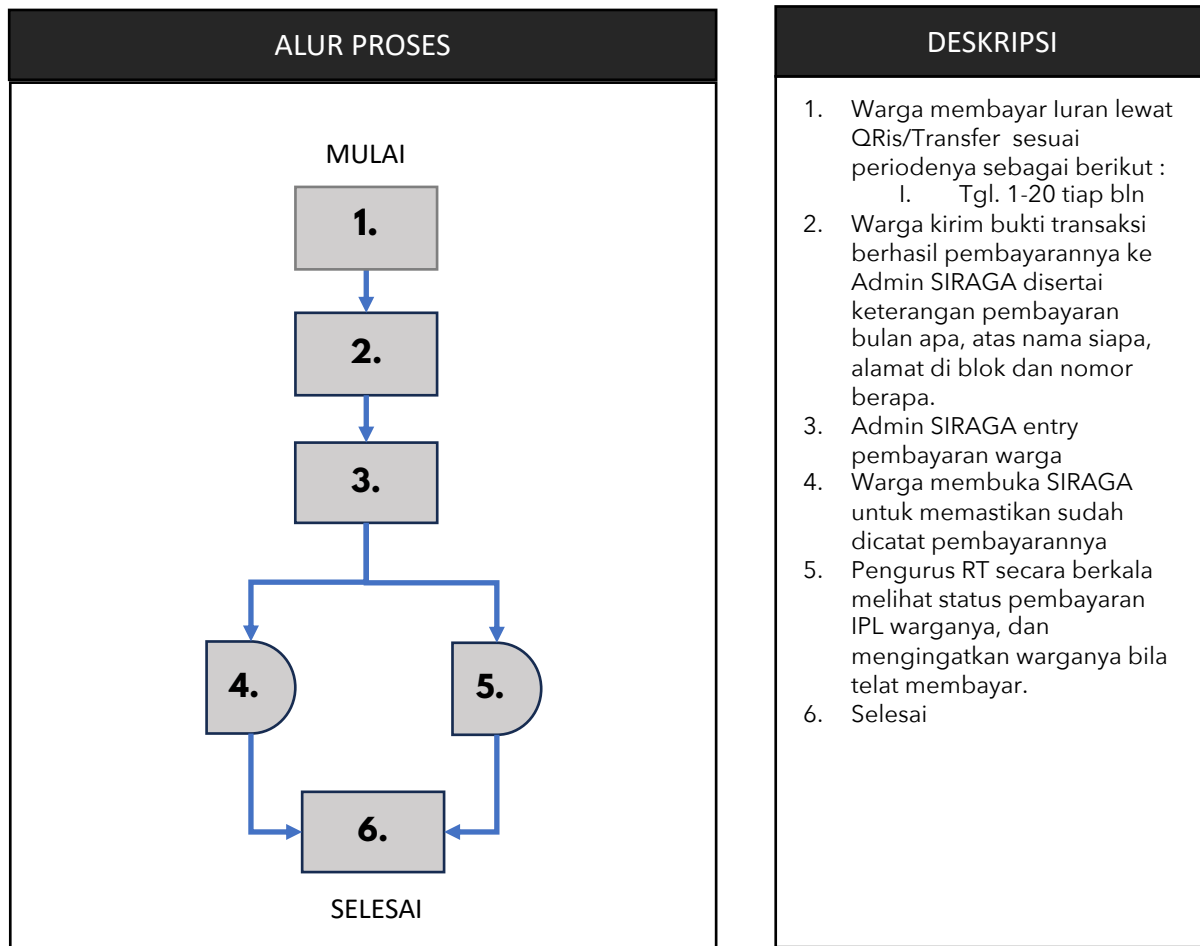 ALUR PROSES
MULAI
1.
2.
3.
4.
5.
6.
SELESAI
DESKRIPSI
1. Warga membayar Iuran lewat
QRis/Transfer sesuai
periodenya sebagai berikut :
I. Tgl. 1-20 tiap bln
2. Warga kirim bukti transaksi
berhasil pembayarannya ke
Admin SIRAGA disertai
keterangan pembayaran
bulan apa, atas nama siapa,
alamat di blok dan nomor
berapa.
3. Admin SIRAGA entry
pembayaran warga
4. Warga membuka SIRAGA
untuk memastikan sudah
dicatat pembayarannya
5. Pengurus RT secara berkala
melihat status pembayaran
IPL warganya, dan
mengingatkan warganya bila
telat membayar.
6. Selesai